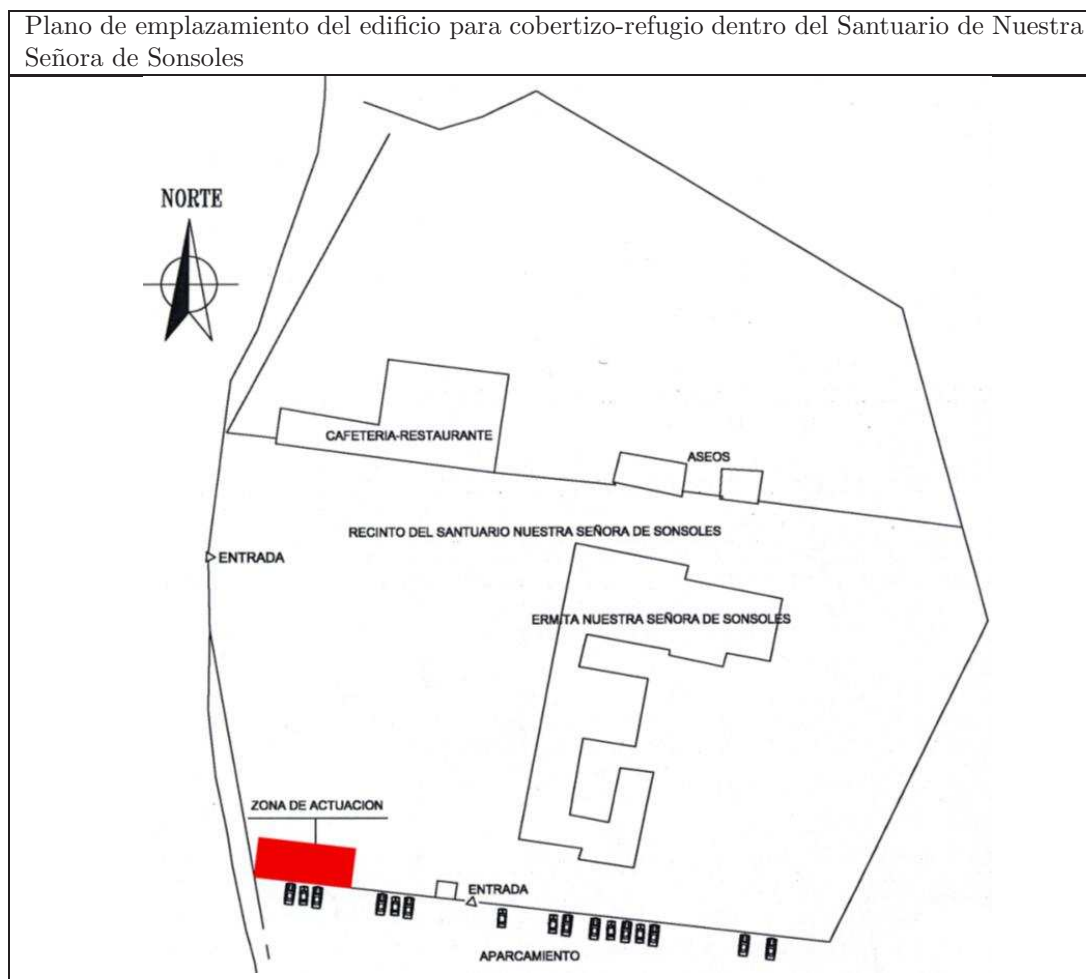 Plano de emplazamiento del edificio para cobertizo-refugio dentro del Santuario de Nuestra
Señora de Sonsoles
NORTE
CAFETERIA-RESTAURANTE
ASEOS
RECINTO DEL SANTUARIO NUESTRA SEÑORA DE SONSOLES
ENTRADA
ERMITA NUESTRA SEÑORA DE SONSOLES
ZONA DE ACTUACION
ENTRADA
APARCAMIENTO